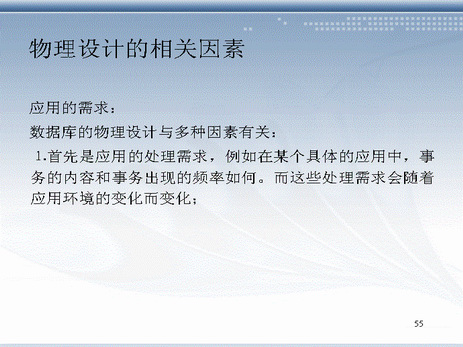 物理设计的相关因素
应用的需求：
数据库的物理设计与多种因素有关：
1.首先是应用的处理需求，例如在某个具体的应用中，事
务的内容和事务出现的频率如何。而这些处理需求会随着
应用环境的变化而变化；
55